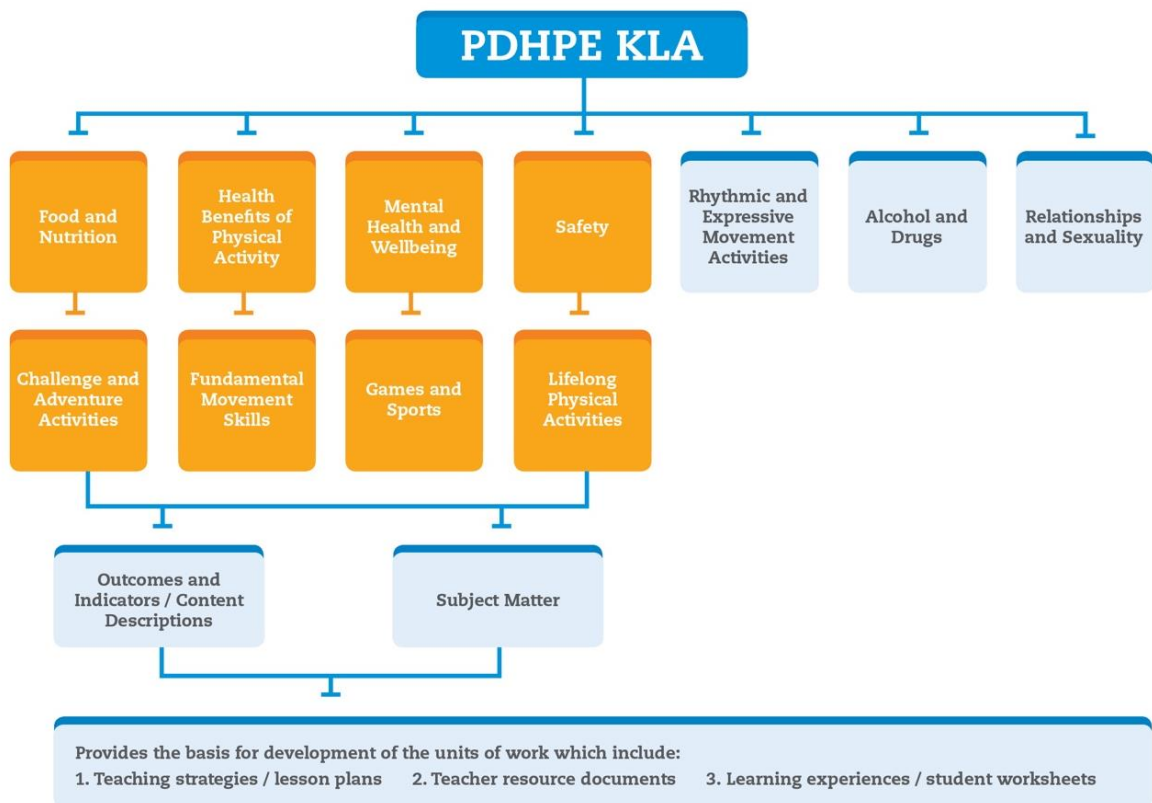 PDHPE KLA
Food and
Nutrition
Health
Benefits of
Physical
Activity
Mental
Health and
Wellbeing
Safety
Rhythmic and
Expressive
Movement
Activities
Alcohol and
Drugs
Relationships
and Sexuality
Challenge and
Adventure
Activities
Fundamental
Movement
Skills
Games and
Sports
Lifelong
Physical
Activities
Outcomes and
Indicators / Content
Descriptions
Subject Matter
Provides the basis for development of the units of work which include:
1. Teaching strategies / lesson plans 2. Teacher resource documents 3. Learning experiences / student worksheets